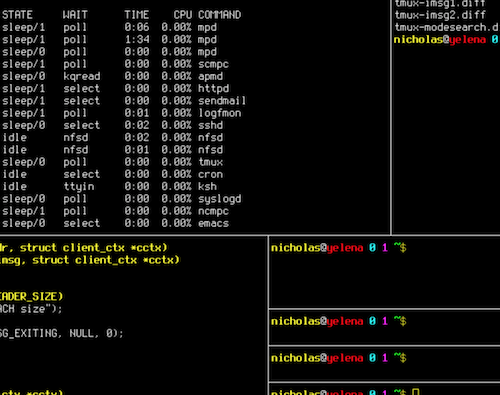 STATE WAIT TIME CPU COMMAND
sleep/1 poll 0:06 0.00% mpd
sleep/1 poll 1:34 0.00% mpd
sleep/0 poll 0:00 0.00% mpd
sleep/1 poll 0:00 0.00% scmpc
sleep/0 kqread 0:00 0.00% apmd
sleep/1 select 0:00 0.00% httpd
sleep/1 select 0:00 0.00% sendmail
sleep/1 poll 0:01 0.00% logfmon
sleep/0 select 0:02 0.00% sshd
idle nfsd 0:02 0.00% nfsd
idle nfsd 0:01 0.00% nfsd
sleep/0 poll 0:00 0.00% tmux
idle select 0:00 0.00% cron
idle ttyin 0:00 0.00% ksh
sleep/0 poll 0:00 0.00% syslogd
sleep/1 poll 0:00 0.00% ncmpc
sleep/0 select 0:00 0.00% emacs
tmux-imsg1.diff
tmux-imsg2.diff
tmux-modesearch.d
nicholas@yelena 0
dr, struct client_ctx *cctx)
imsg, struct client_ctx *cctx)
EADER_SIZE)
ACH size");
SG_EXITING, NULL, 0);
ctx *cctx)
nicholas@yelena 0 1 ~$
nicholas@yelena 0 1 ~$
nicholas@yelena 0 1 ~$
nicholas@yelena 0 1 ~$